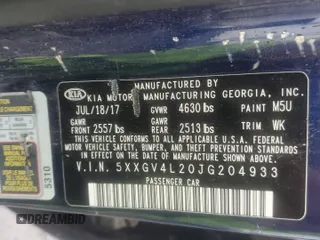 MANUFACTURED BY
KIA KIA MOTORS MANUFACTURING GEORGIA, INC.
JUL/18/17 GVWR 4630 lbs PAINT M5U
GAWR GAWR
FRONT 2557 lbs REAR 2513 lbs TRIM WK
THIS VEHICLE CONFORMS TO ALL APPLICABLE U.S. FEDERAL
MOTOR VEHICLE SAFETY, BUMPER, AND THEFT PREVENTION
STANDARDS IN EFFECT ON THE DATE OF MANUFACTURE
SHOWN ABOVE.
V.I.N. 5XXGV4L20JG204933
PASSENGER CAR
5310
DREAMBID